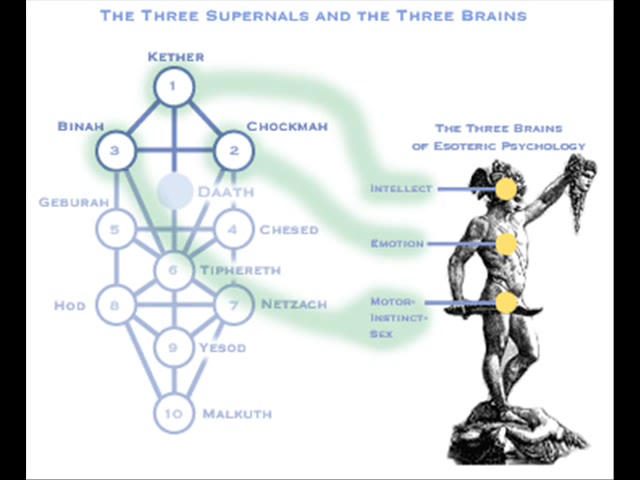 The Three Supernals and the Three Brains
Kether
1
Binah
Chockmah
3
2
The Three Brains
of Esoteric Psychology
Daath
Intellect
Geburah
5
4
Chesed
Emotion
6
Tiphereth
Hod
8
7
Netzach
Motor-
Instinct-
Sex
9
Yesod
10
Malkuth